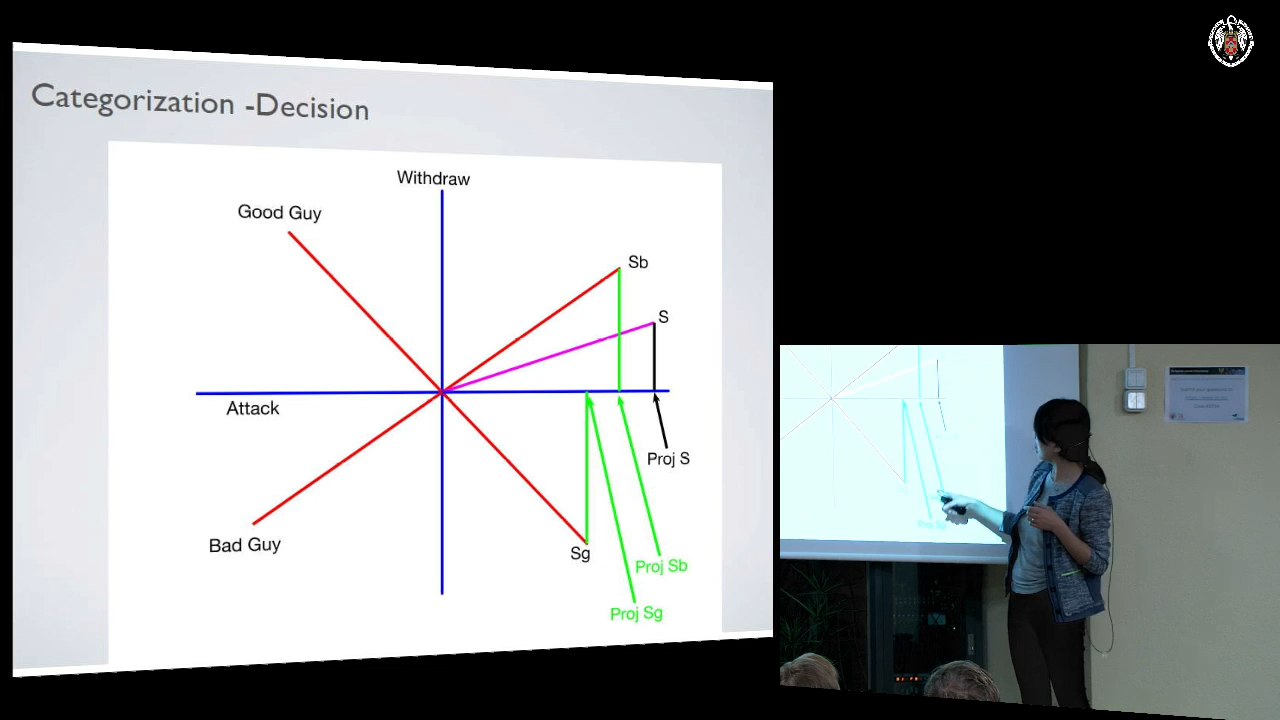 Categorization -Decision
Withdraw
Good Guy
Sb
S
Attack
Proj S
Bad Guy
Sg
Proj Sb
Proj Sg